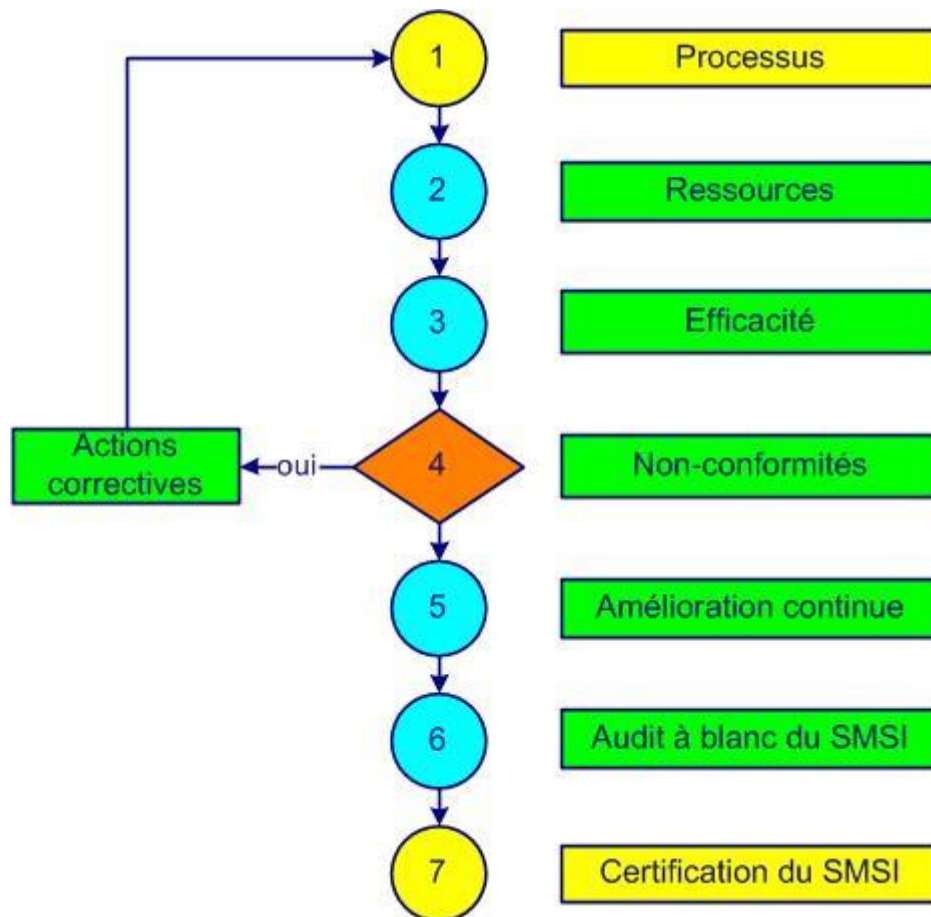 1
Processus
2
Ressources
3
Efficacité
Actions
correctives
oui
4
Non-conformités
5
Amélioration continue
6
Audit à blanc du SMSI
7
Certification du SMSI